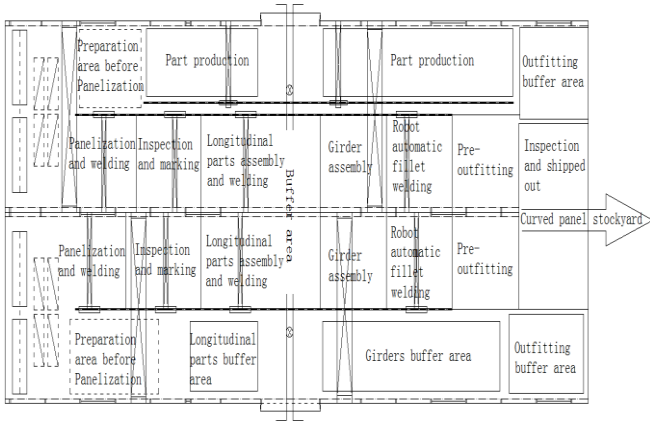 Preparation
area before
Panelization
Part production
Part production
Outfitting
buffer area
Panelization
and welding
Inspection
and marking
Longitudinal
parts assembly
and welding
Buffer area
Girder
assembly
Robot
automatic
fillet
welding
Pre-
outfitting
Inspection
and shipped
out
Curved panel stockyard
Panelization
and welding
Inspection
and marking
Longitudinal
parts assembly
and welding
Girder
assembly
Robot
automatic
fillet
welding
Pre-
outfitting
Preparation
area before
Panelization
Longitudinal
parts buffer
area
Girders buffer area
Outfitting
buffer area